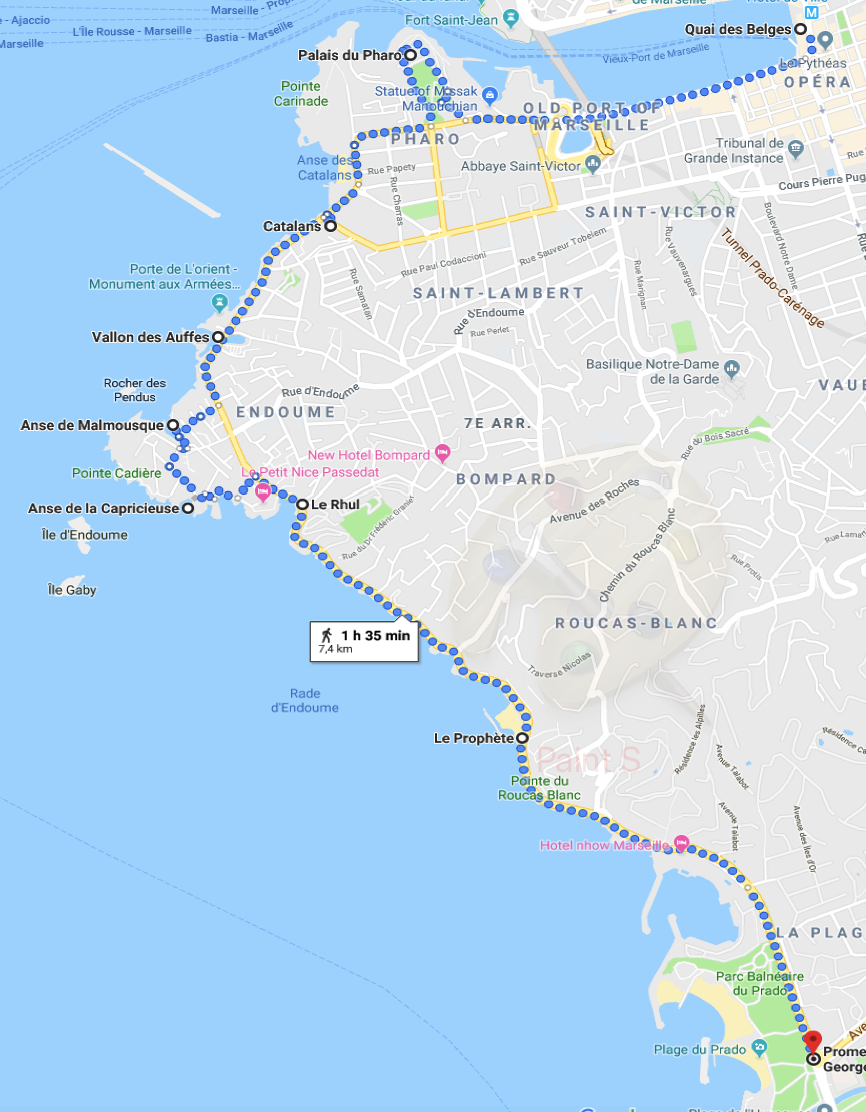 Marseille - Prop
de Marseille
Hôtel de Ville
e - Ajaccio
L'Île Rousse - Marseille
Bastia - Marseille
Marseille
Fort Saint-Jean
M
Quai des Belges
Vieux-Port de Marseille
Le Pythéas
OPÉRA
Palais du Pharo
Pointe
Carinade
Statue of Missak
Manouchian
OLD PORT OF
MARSEILLE
PHARO
Tribunal de
Grande Instance
Anse des
Catalans
Rue Papety
Abbaye Saint-Victor
Cours Pierre Pug
Rue Charras
SAINT-VICTOR
Catalans
Boulevard Notre Dame
Rue Sauveur Tobelem
Rue Vauvenargues
Tunnel Prado-Carénage
Rue Paul Codaccioni
Porte de L'orient -
Monument aux Armées...
Rue Samatan
Rue Marignan
SAINT-LAMBERT
Rue d'Endoume
Rue Perlet
Vallon des Auffes
Basilique Notre-Dame
de la Garde
Rocher des
Pendus
Rue d'Endoume
VAUB
ENDOUME
Anse de Malmousque
7E ARR.
Rue du Bois Sacré
New Hotel Bompard
Le Petit Nice Passedat
Pointe Cadière
BOMPARD
Avenue des Roches
Anse de la Capricieuse
Le Rhul
Rue du Dr Frédéric Granier
Chemin du Roucas Blanc
Île d'Endoume
Rue Lamarti
Rue Protis
Île Gaby
1 h 35 min
7,4 km
ROUCAS-BLANC
Traverse Nicolas
Rade
d'Endoume
Résidence les Alpilles
Le Prophète
Paint S
Résidence Ca
Avenue Talabot
Pointe du
Roucas Blanc
Avenue Talabot
Avenue des Iles d'Or
Hotel nhow Marseille
LA PLAG
Parc Balnéaire
du Prado
Plage du Prado
Ave
Prome
George